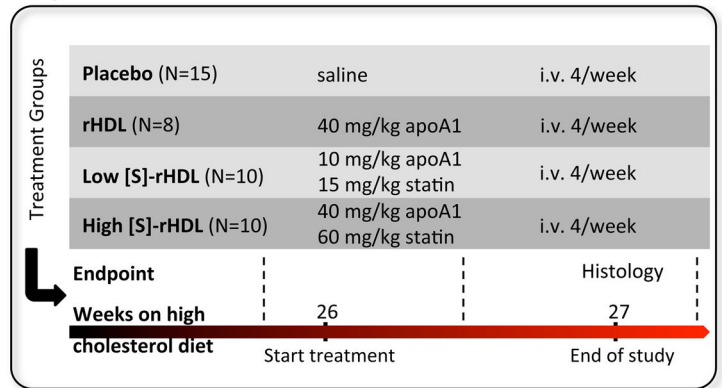 Treatment Groups
Placebo (N=15) saline i.v. 4/week
rHDL (N=8) 40 mg/kg apoA1 i.v. 4/week
Low [S]-rHDL (N=10) 10 mg/kg apoA1 i.v. 4/week
15 mg/kg statin
High [S]-rHDL (N=10) 40 mg/kg apoA1 i.v. 4/week
60 mg/kg statin
Endpoint Histology
Weeks on high 26 27
cholesterol diet
Start treatment End of study